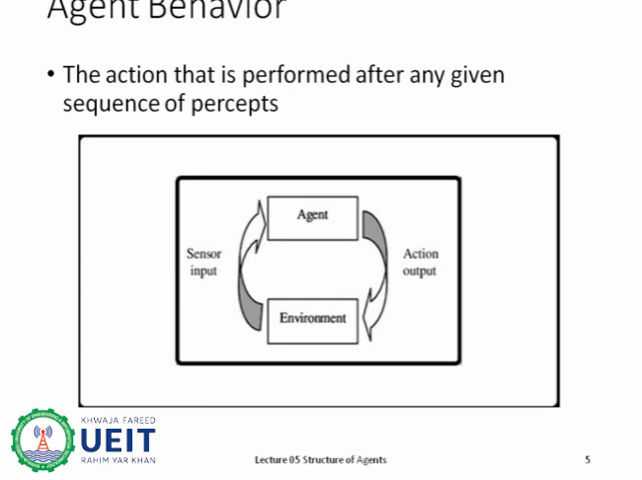 Agent Behavior
• The action that is performed after any given
sequence of percepts
Agent
Sensor
input
Action
output
Environment
KHWAJA FAREED
UEIT
RAHIM YAR KHAN
Lecture 05 Structure of Agents
5